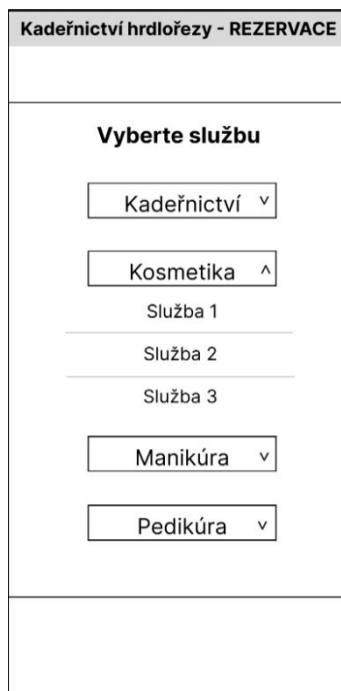 Kadeřnictví hrdlořezy - REZERVACE
Vyberte službu
Kadeřnictví ˅
Kosmetika ^
Služba 1
Služba 2
Služba 3
Manikúra ˅
Pedikúra ˅